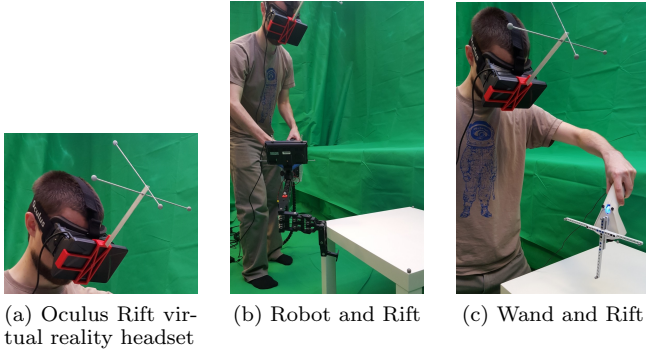 (a) Oculus Rift vir-
tual reality headset
(b) Robot and Rift
(c) Wand and Rift